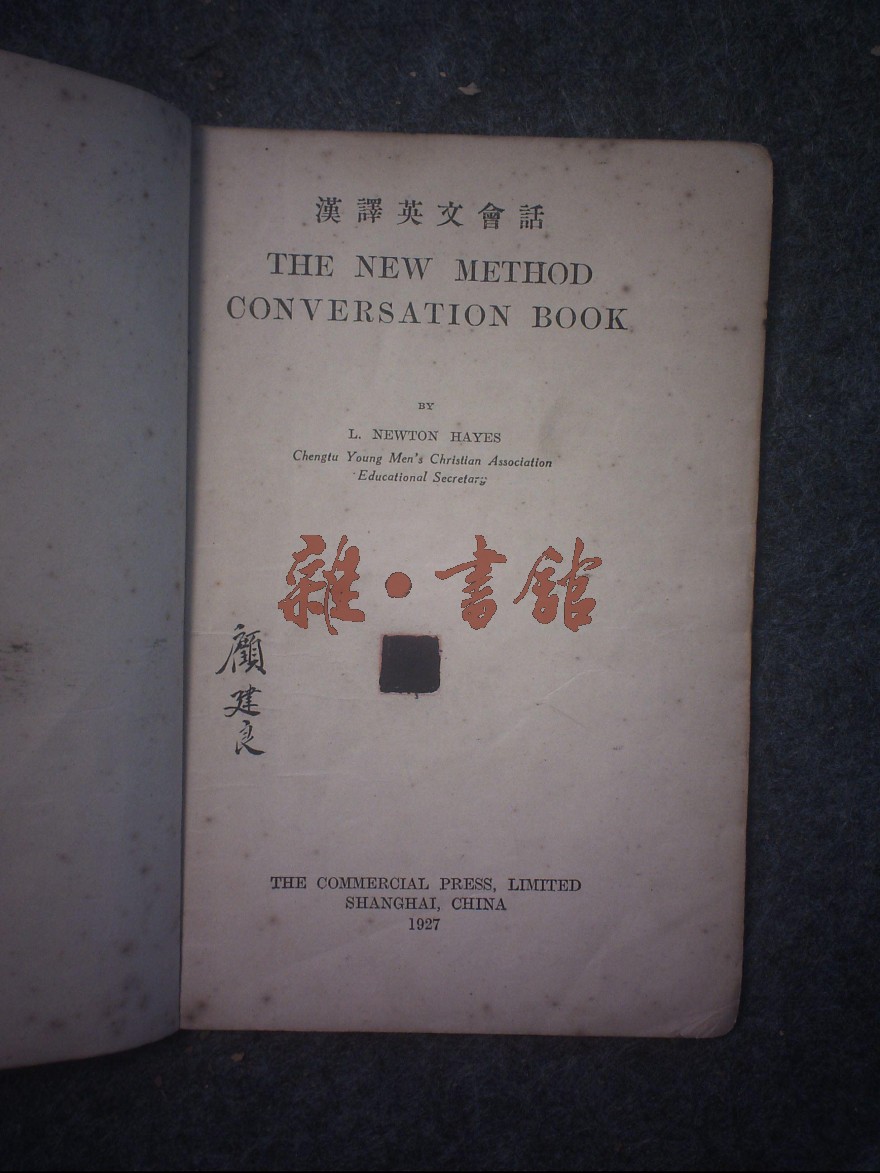 漢譯英文會話
THE NEW METHOD
CONVERSATION BOOK
BY
L. NEWTON HAYES
Chengtu Young Men's Christian Association
Educational Secretary
雜·書館
顧建良
THE COMMERCIAL PRESS, LIMITED
SHANGHAI, CHINA
1927